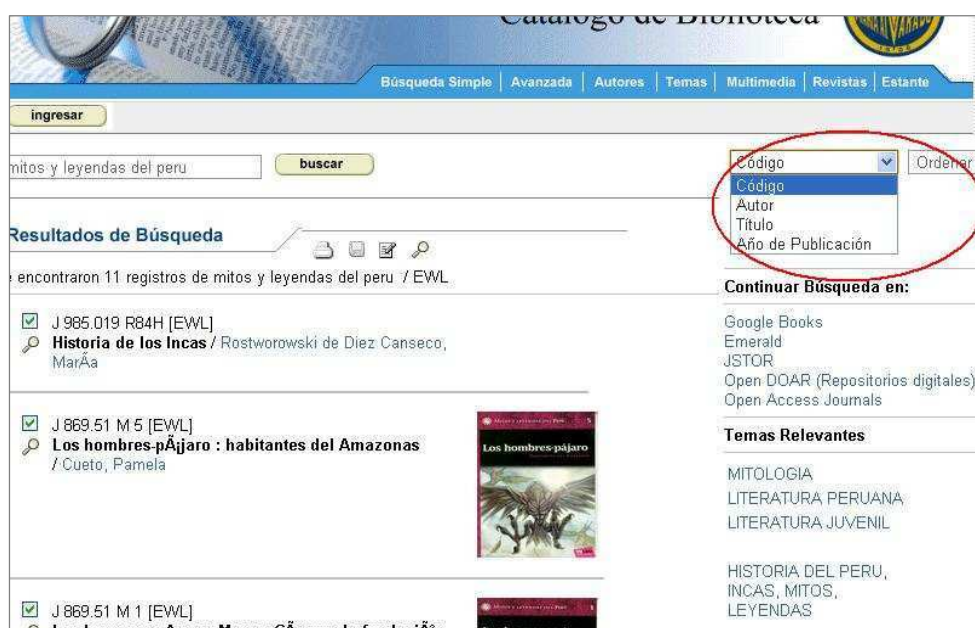 Catálogo de Biblioteca
Búsqueda Simple | Avanzada | Autores | Temas | Multimedia | Revistas | Estante
ingresar
mitos y leyendas del peru
buscar
Código
Ordenar
Código
Autor
Título
Año de Publicación
Resultados de Búsqueda
encontraron 11 registros de mitos y leyendas del peru / EWL
J 985.019 R84H [EWL]
Historia de los Incas / Rostworowski de Diez Canseco,
MarÃa
J 869.51 M 5 [EWL]
Los hombres-pÃ¡jaro : habitantes del Amazonas
/ Cueto, Pamela
5
Los hombres-pájaro
J 869.51 M 1 [EWL]
1
Continuar Búsqueda en:
Google Books
Emerald
JSTOR
Open DOAR (Repositorios digitales)
Open Access Journals
Temas Relevantes
MITOLOGIA
LITERATURA PERUANA
LITERATURA JUVENIL
HISTORIA DEL PERU,
INCAS, MITOS,
LEYENDAS